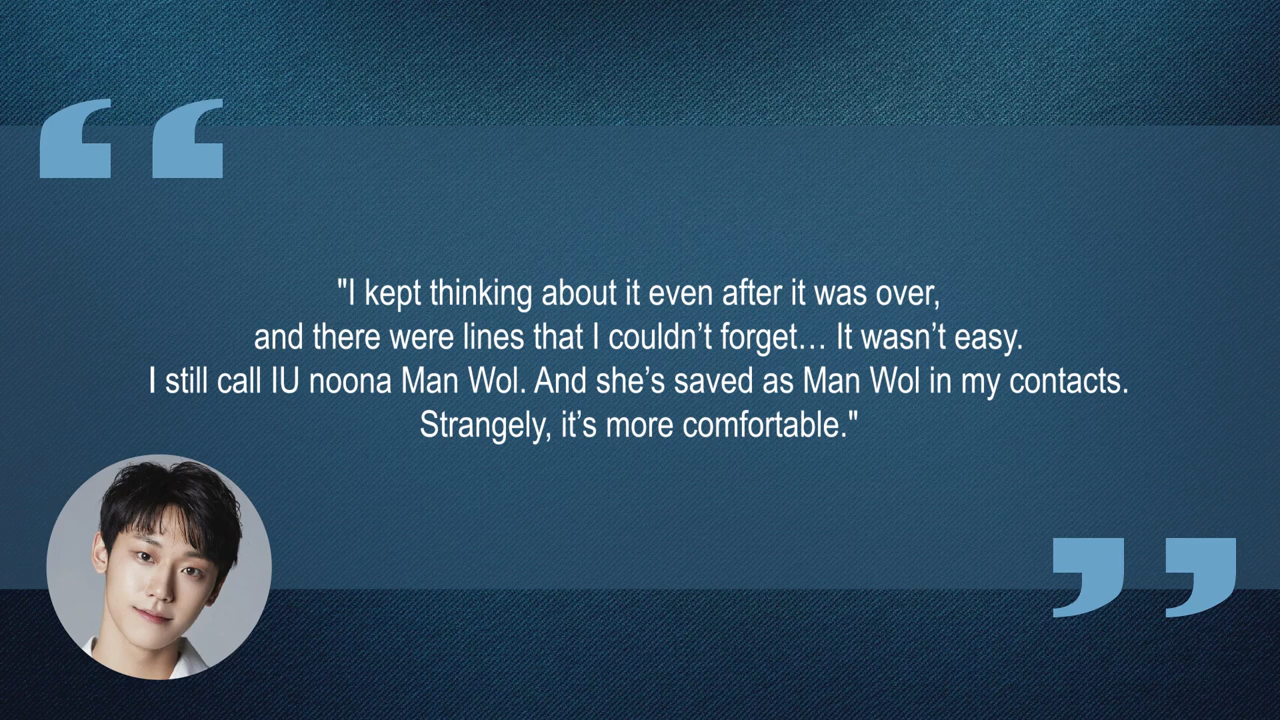 "I kept thinking about it even after it was over,
and there were lines that I couldn’t forget… It wasn’t easy.
I still call IU noona Man Wol. And she’s saved as Man Wol in my contacts.
Strangely, it’s more comfortable."